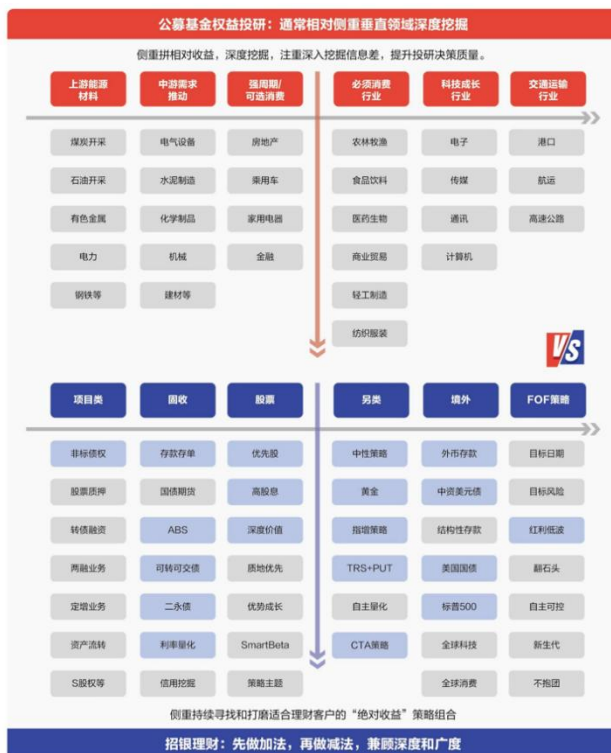 公募基金权益投研：通常相对侧重垂直领域深度挖掘
侧重拼相对收益，深度挖掘，注重深入挖掘信息差，提升投研决策质量。
上游能源 中游需求 强周期/ 必须消费 科技成长 交通运输
材料 推动 可选消费 行业 行业 行业
煤炭开采 电气设备 房地产 农林牧渔 电子 港口
石油开采 水泥制造 乘用车 食品饮料 传媒 航运
有色金属 化学制品 家用电器 医药生物 通讯 高速公路
电力 机械 金融 商业贸易 计算机
钢铁等 建材等 轻工制造
纺织服装
VS
项目类 固收 股票 另类 境外 FOF策略
非标债权 存款存单 优先股 中性策略 外币存款 目标日期
股票质押 国债期货 高股息 黄金 中资美元债 目标风险
转债融资 ABS 深度价值 指增策略 结构性存款 红利低波
两融业务 可转可交债 质地优先 TRS+PUT 美国国债 翻石头
定增业务 二永债 优势成长 自主量化 标普500 自主可控
资产流转 利率量化 SmartBeta CTA策略 全球科技 新生代
S股权等 信用挖掘 策略主题 全球消费 不抱团
侧重持续寻找和打磨适合理财客户的“绝对收益”策略组合
招银理财：先做加法，再做减法，兼顾深度和广度